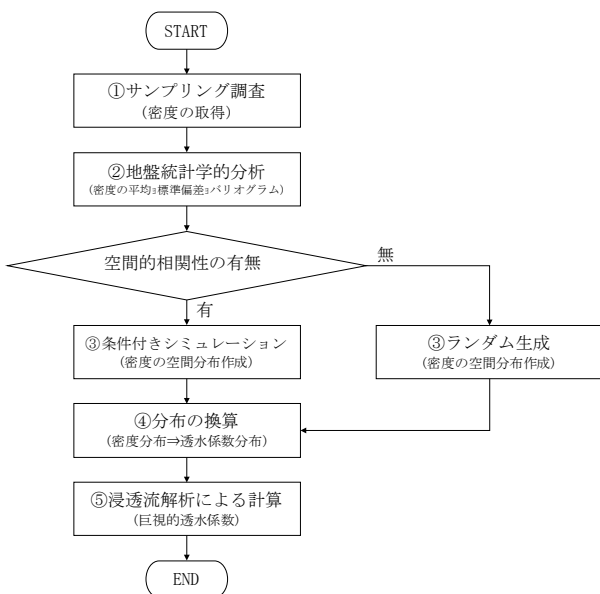 START
①サンプリング調査
(密度の取得)
②地盤統計学的分析
(密度の平均ョ標準偏差ョバリオグラム)
空間的相関性の有無
無
有
③条件付きシミュレーション
(密度の空間分布作成)
③ランダム生成
(密度の空間分布作成)
④分布の換算
(密度分布⇒透水係数分布)
⑤浸透流解析による計算
(巨視的透水係数)
END